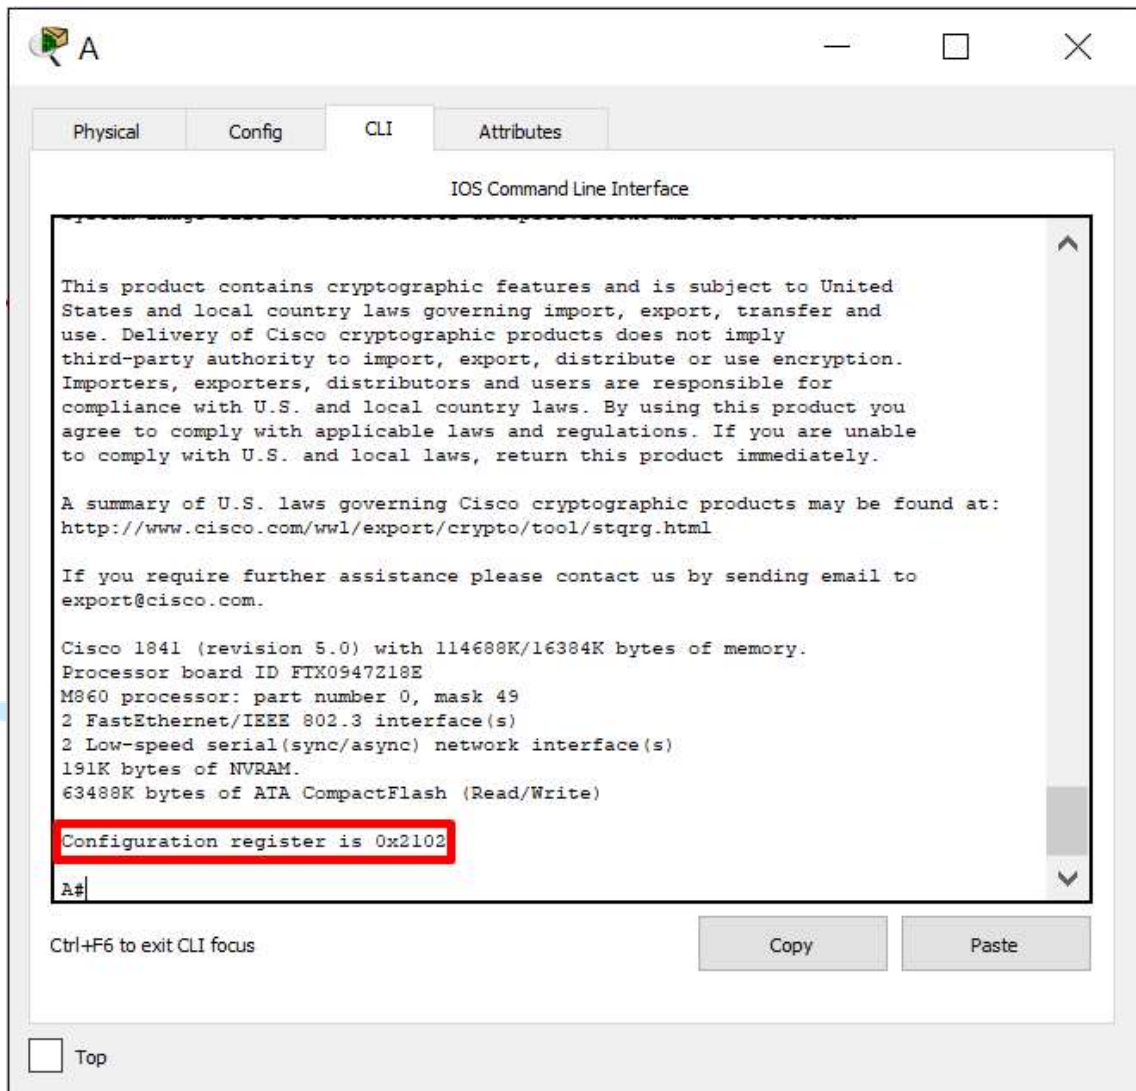 A
Physical Config CLI Attributes
IOS Command Line Interface
This product contains cryptographic features and is subject to United
States and local country laws governing import, export, transfer and
use. Delivery of Cisco cryptographic products does not imply
third-party authority to import, export, distribute or use encryption.
Importers, exporters, distributors and users are responsible for
compliance with U.S. and local country laws. By using this product you
agree to comply with applicable laws and regulations. If you are unable
to comply with U.S. and local laws, return this product immediately.
A summary of U.S. laws governing Cisco cryptographic products may be found at:
http://www.cisco.com/wwl/export/crypto/tool/stqrg.html
If you require further assistance please contact us by sending email to
export@cisco.com.
Cisco 1841 (revision 5.0) with 114688K/16384K bytes of memory.
Processor board ID FTX0947Z18E
M860 processor: part number 0, mask 49
2 FastEthernet/IEEE 802.3 interface(s)
2 Low-speed serial(sync/async) network interface(s)
191K bytes of NVRAM.
63488K bytes of ATA CompactFlash (Read/Write)
Configuration register is 0x2102
A#
Ctrl+F6 to exit CLI focus
Copy
Paste
Top